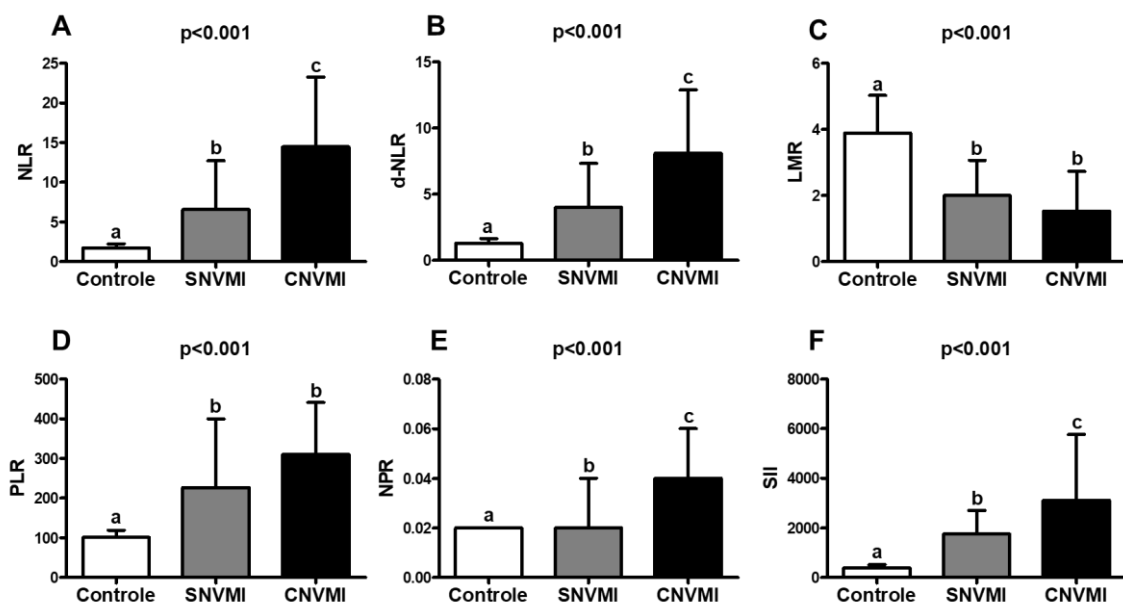 A
p<0.001
NLR
25
20
15
10
5
0
a
b
c
Controle SNVMI CNVMI
B
p<0.001
d-NLR
15
10
5
0
a
b
c
Controle SNVMI CNVMI
C
p<0.001
LMR
6
4
2
0
a
b
b
Controle SNVMI CNVMI
D
p<0.001
PLR
500
400
300
200
100
0
a
b
b
Controle SNVMI CNVMI
E
p<0.001
NPR
0.08
0.06
0.04
0.02
0.00
a
b
c
Controle SNVMI CNVMI
F
p<0.001
SII
8000
6000
4000
2000
0
a
b
c
Controle SNVMI CNVMI